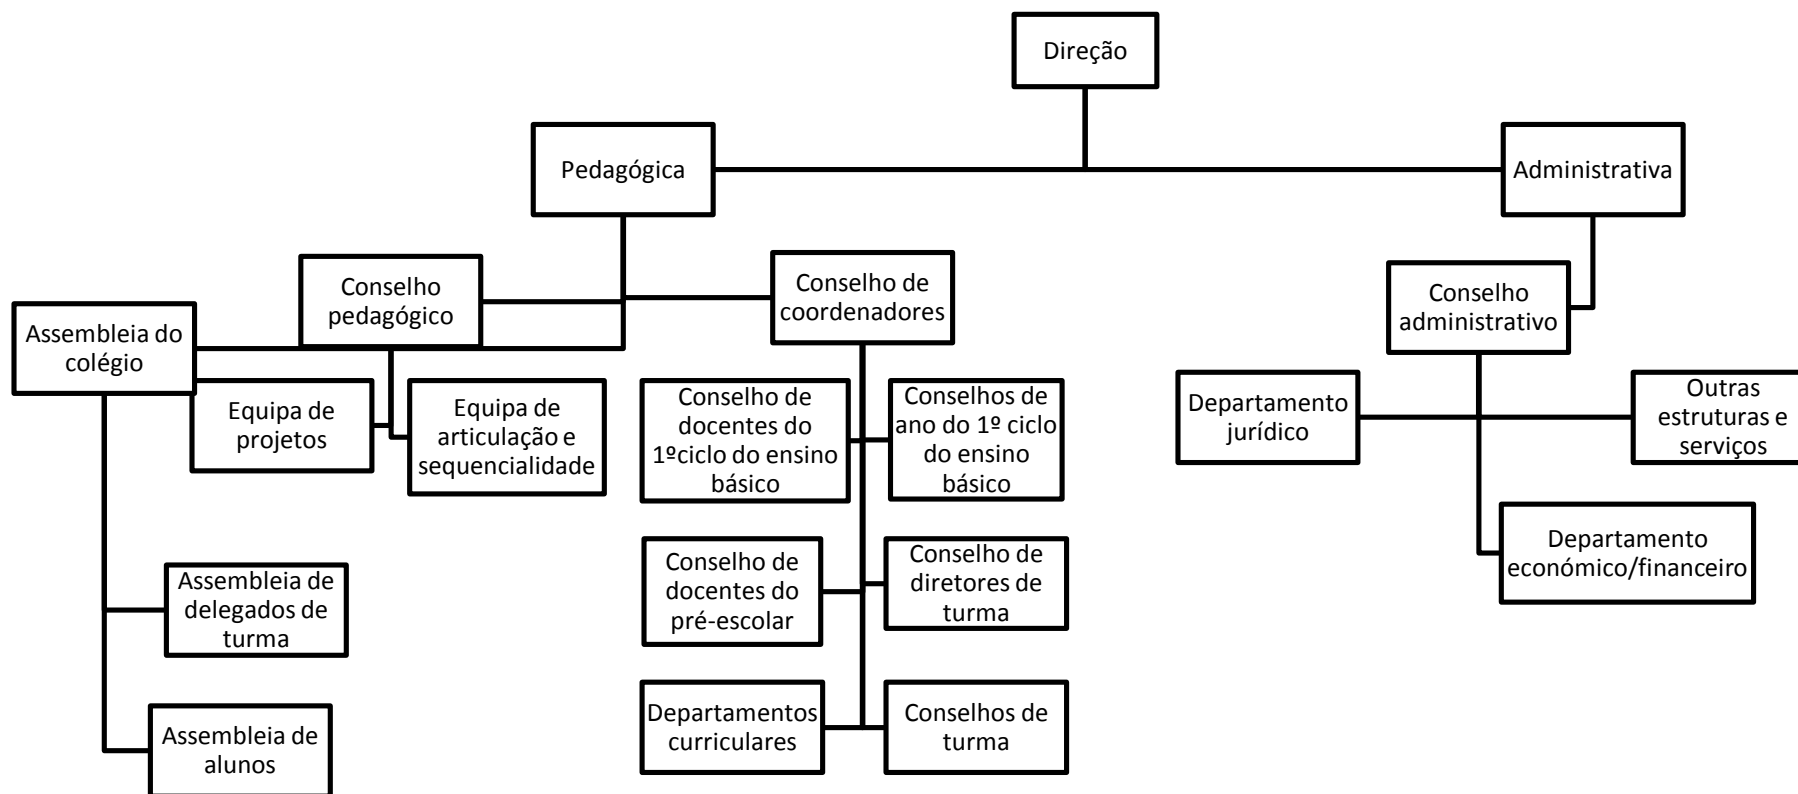 Direção
Pedagógica
Administrativa
Conselho
pedagógico
Conselho de
coordenadores
Conselho
administrativo
Assembleia do
colégio
Equipa de
projetos
Equipa de
articulação e
sequencialidade
Conselho de
docentes do
1ºciclo do ensino
básico
Conselhos de
ano do 1º ciclo
do ensino
básico
Departamento
jurídico
Outras
estruturas e
serviços
Departamento
económico/financeiro
Assembleia de
delegados de
turma
Conselho de
docentes do
pré-escolar
Conselho de
diretores de
turma
Assembleia de
alunos
Departamentos
curriculares
Conselhos de
turma